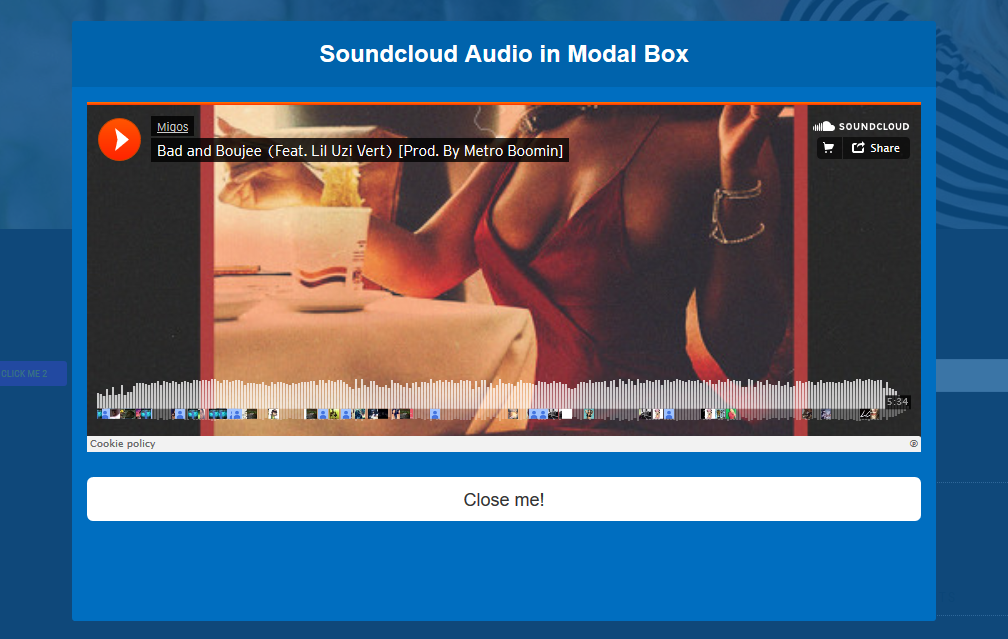 Soundcloud Audio in Modal Box
Migos
SOUNDCLOUD
Bad and Boujee (Feat. Lil Uzi Vert) [Prod. By Metro Boomin]
Share
CLICK ME 2
5:34
Cookie policy
℗
Close me!